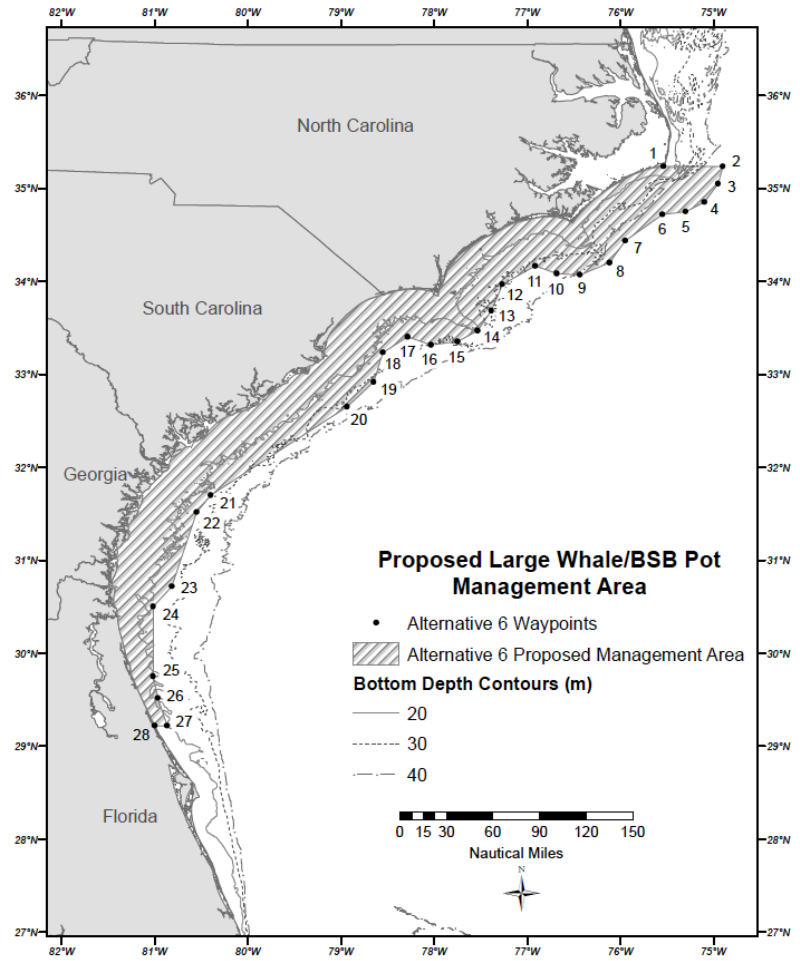 82°W 81°W 80°W 79°W 78°W 77°W 76°W 75°W
36°N 36°N
North Carolina
1 2
35°N 35°N
3
4
6 5
7
34°N 34°N
8
11 10 9
12
South Carolina
13
14
17 16 15
18
33°N 33°N
19
20
32°N 32°N
Georgia
21
22
31°N 31°N
23
24
Proposed Large Whale/BSB Pot
Management Area
Alternative 6 Waypoints
Alternative 6 Proposed Management Area
30°N 30°N
25
26
28 27
Bottom Depth Contours (m)
20
30
40
29°N 29°N
Florida
0 15 30 60 90 120 150
Nautical Miles
N
28°N 28°N
27°N 27°N
82°W 81°W 80°W 79°W 78°W 77°W 76°W 75°W